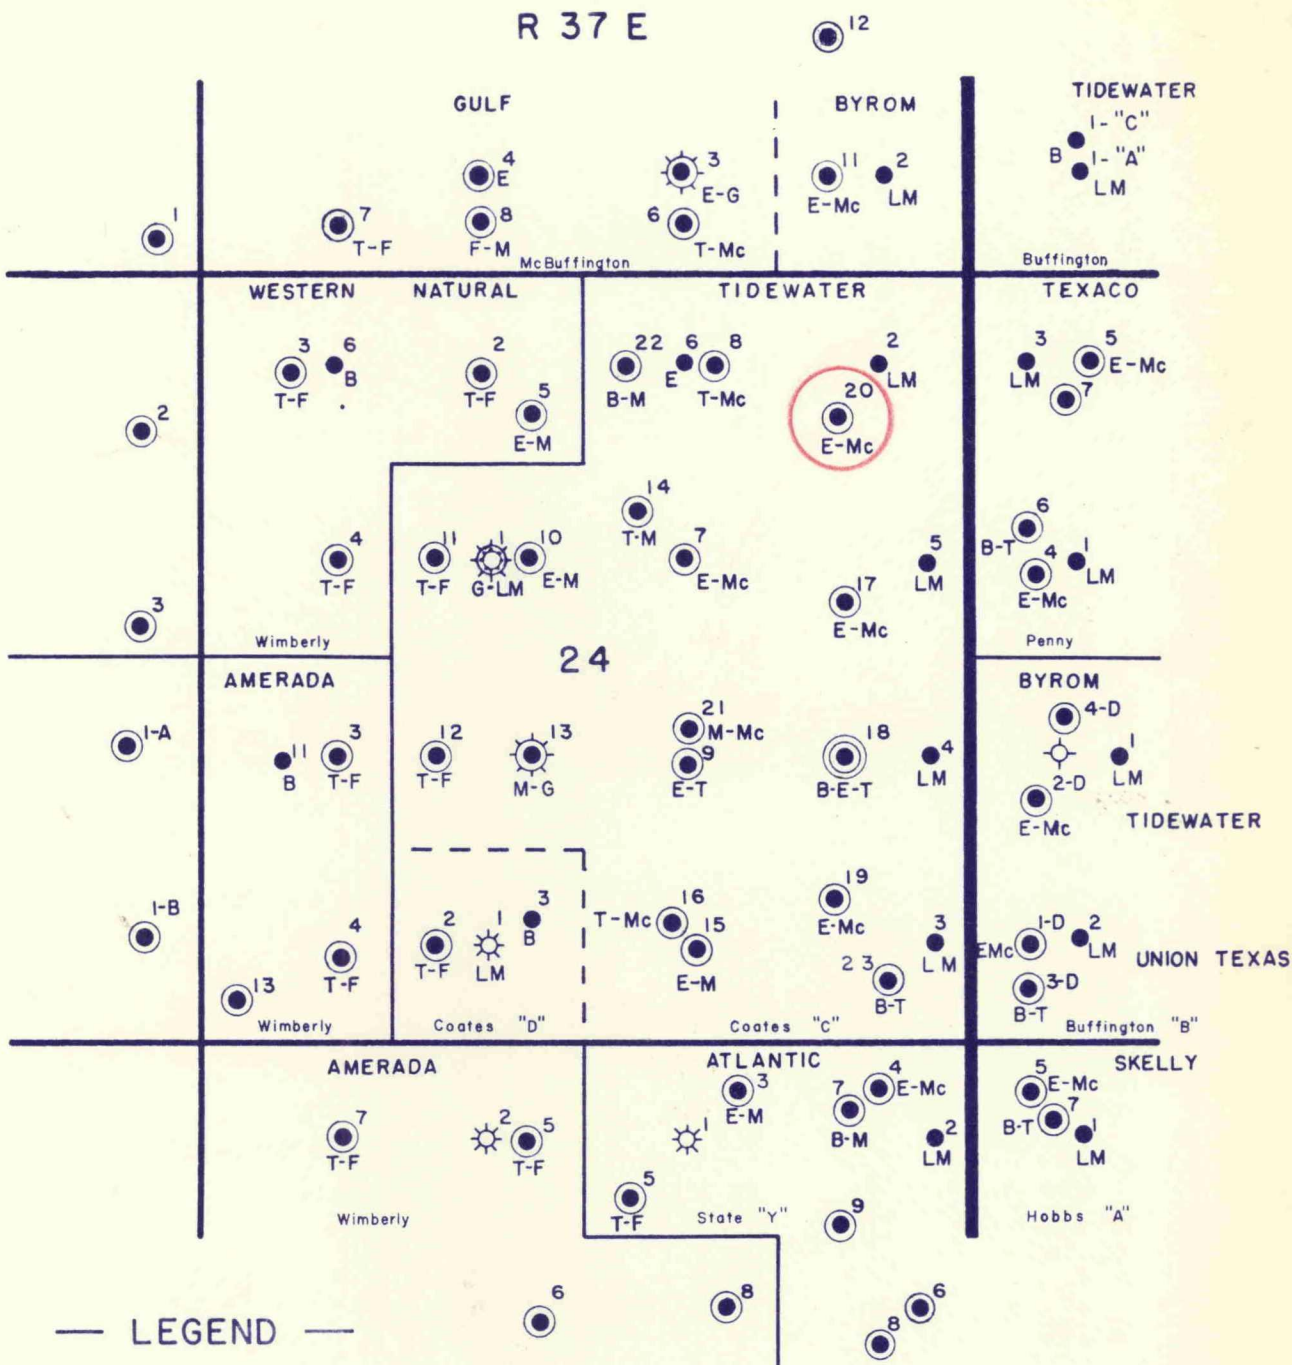 R 37 E
12
GULF
BYROM
TIDEWATER
1-"C"
B
1-"A"
LM
4
E
3
E-G
11
E-Mc
2
LM
1
7
T-F
8
F-M
6
T-Mc
McBuffington
Buffington
WESTERN NATURAL
TIDEWATER
TEXACO
3
T-F
6
B
2
T-F
5
E-M
22
B-M
6
E
8
T-Mc
2
LM
20
E-Mc
3
LM
5
E-Mc
7
2
14
T-M
6
B-T
4
T-F
11
T-F
1
G-LM
10
E-M
7
E-Mc
5
LM
17
E-Mc
4
E-Mc
1
LM
3
Wimberly
24
Penny
AMERADA
BYROM
1-A
11
B
3
T-F
12
T-F
13
M-G
21
M-Mc
9
E-T
18
B-E-T
4
LM
4-D
1
LM
2-D
E-Mc
TIDEWATER
1-B
4
T-F
13
2
T-F
1
LM
3
B
T-Mc
16
15
E-M
19
E-Mc
3
LM
23
B-T
1-D
EMc
2
LM
UNION TEXAS
3-D
B-T
Wimberly
Coates "D"
Coates "C"
Buffington "B"
AMERADA
ATLANTIC
SKELLY
7
T-F
2
5
T-F
3
E-M
1
4
E-Mc
7
B-M
2
LM
5
E-Mc
7
B-T
1
LM
5
T-F
Wimberly
State "Y"
9
Hobbs "A"
6
8
6
8
— LEGEND —